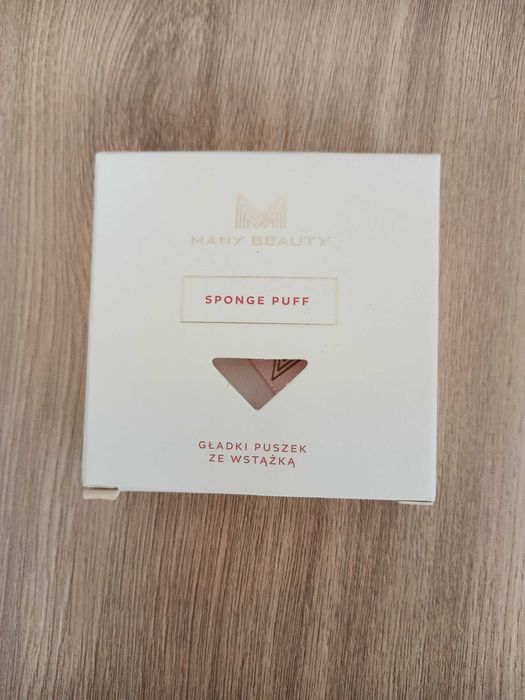 MANY BEAUTY
SPONGE PUFF
GŁADKI PUSZEK
ZE WSTĄŻKĄ